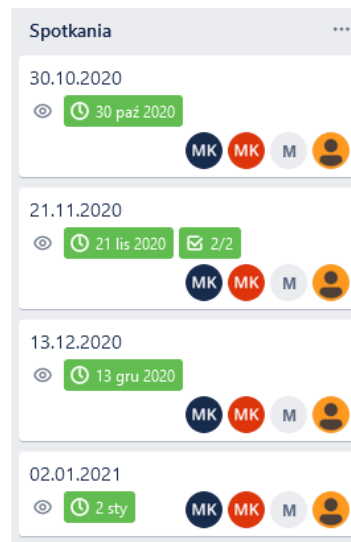 Spotkania
30.10.2020
30 paź 2020
MK MK M
21.11.2020
21 lis 2020 2/2
MK MK M
13.12.2020
13 gru 2020
MK MK M
02.01.2021
2 sty MK MK M